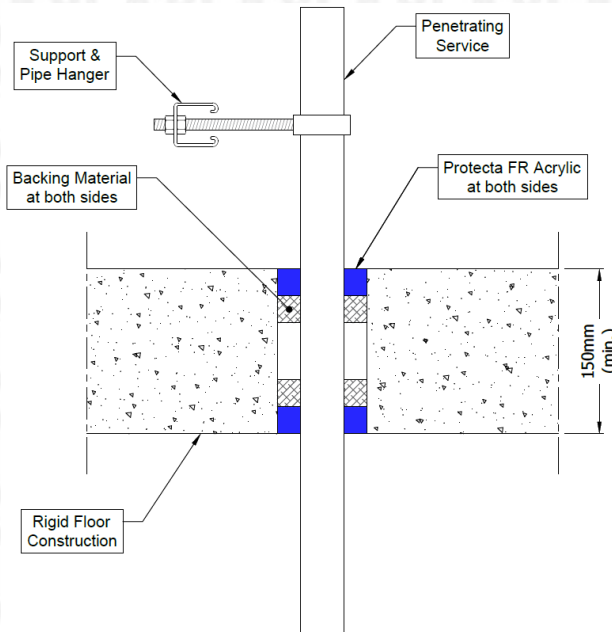 Penetrating
Service
Support &
Pipe Hanger
Backing Material
at both sides
Protecta FR Acrylic
at both sides
150mm
(min.)
Rigid Floor
Construction